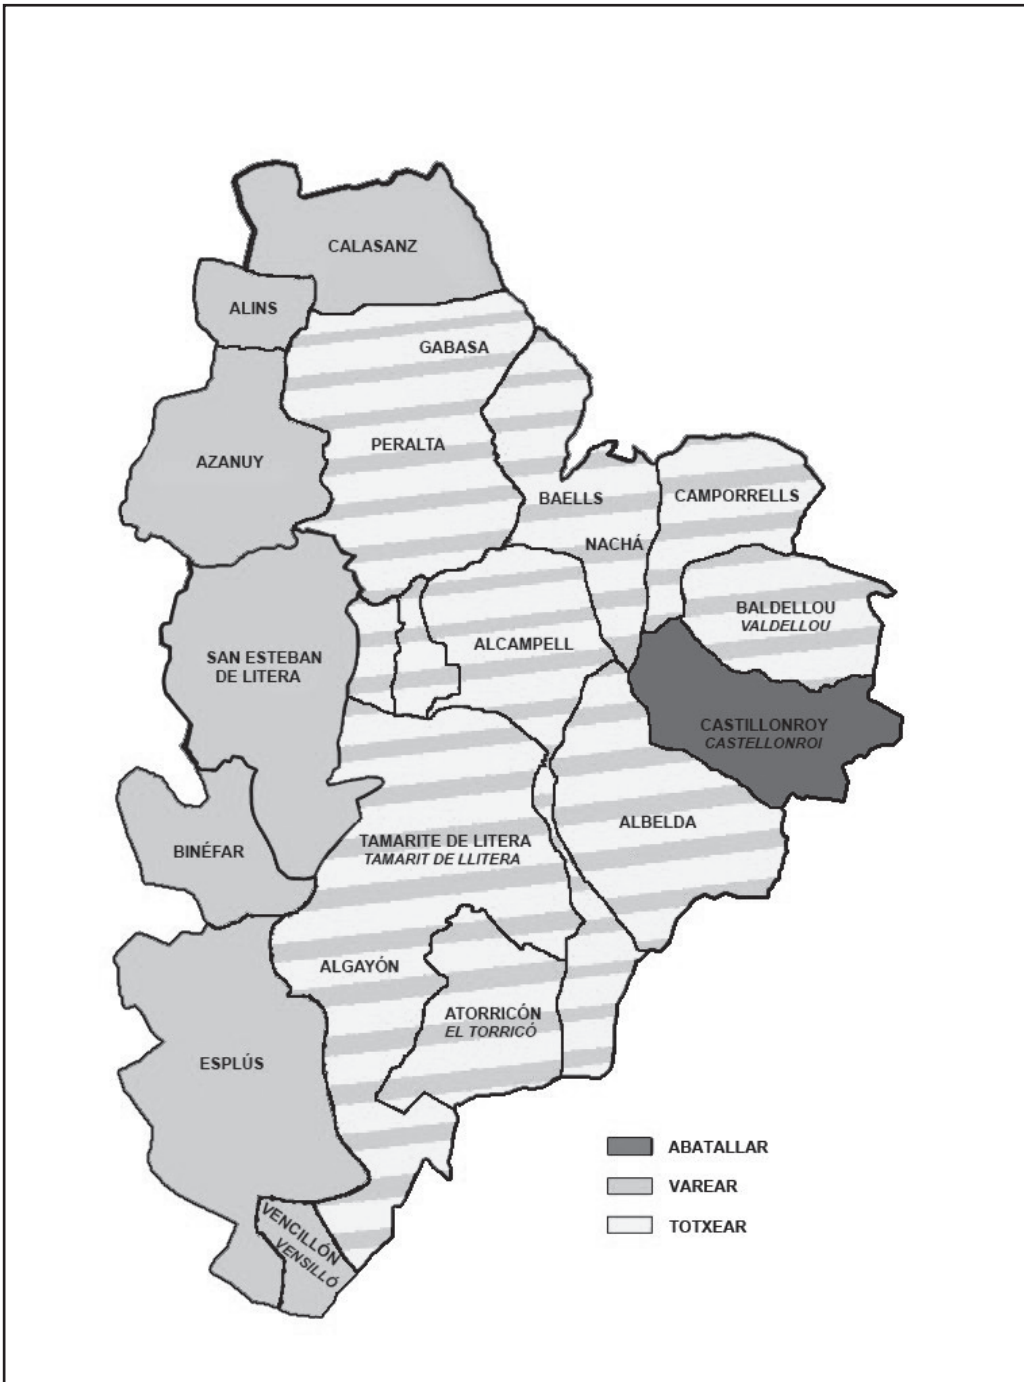 CALASANZ
ALINS
GABASA
PERALTA
AZANUY
BAELLS
CAMPORRELLS
NACHÁ
BALDELLOU
VALDELLOU
ALCAMPELL
SAN ESTEBAN
DE LITERA
CASTILLONROY
CASTELLONROI
ALBELDA
TAMARITE DE LITERA
TAMARIT DE LLITERA
BINÉFAR
ALGAYÓN
ATORRICÓN
EL TORRICÓ
ESPLÚS
VENCILLÓN
VENSILLÓ
ABATALLAR
VAREAR
TOTXEAR